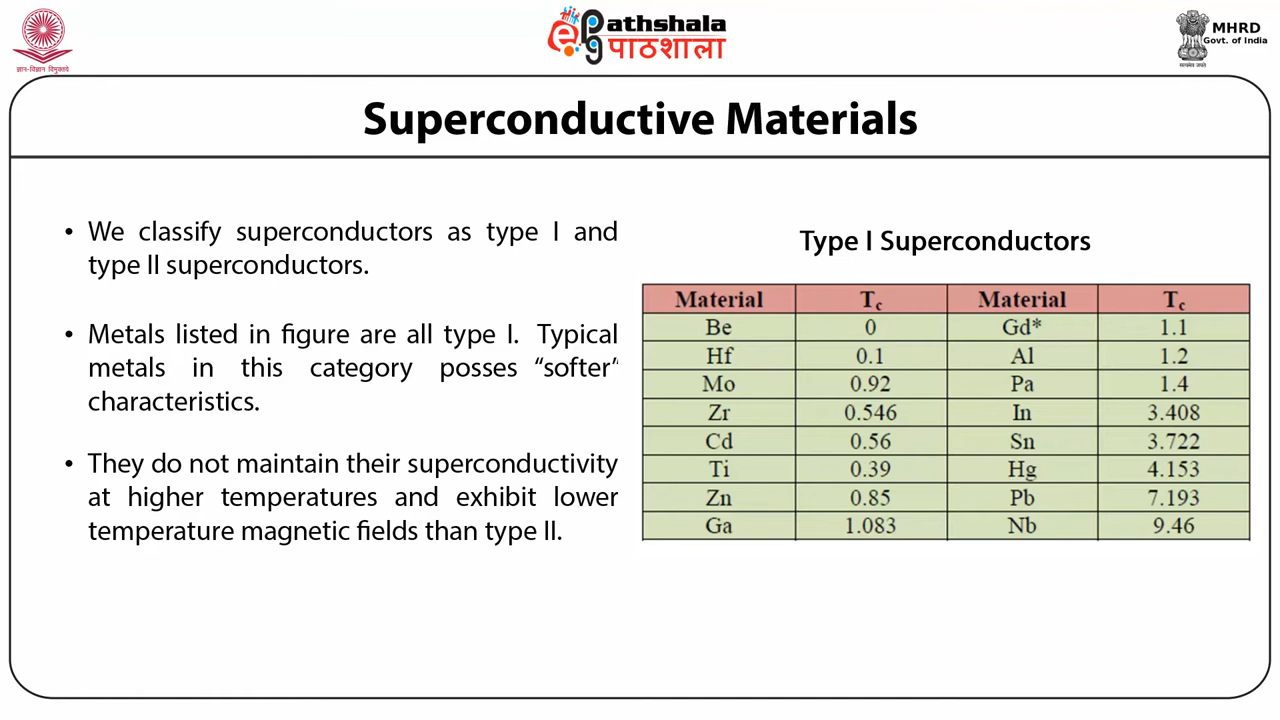 ज्ञान-विज्ञान विमुक्तये
ePG athshala
पाठशाला
MHRD
Govt. of India
सत्यमेव जयते
Superconductive Materials
• We classify superconductors as type I and
type II superconductors.
• Metals listed in figure are all type I. Typical
metals in this category posses “softer”
characteristics.
• They do not maintain their superconductivity
at higher temperatures and exhibit lower
temperature magnetic fields than type II.
Type I Superconductors
Material Tc Material Tc
Be 0 Gd* 1.1
Hf 0.1 Al 1.2
Mo 0.92 Pa 1.4
Zr 0.546 In 3.408
Cd 0.56 Sn 3.722
Ti 0.39 Hg 4.153
Zn 0.85 Pb 7.193
Ga 1.083 Nb 9.46